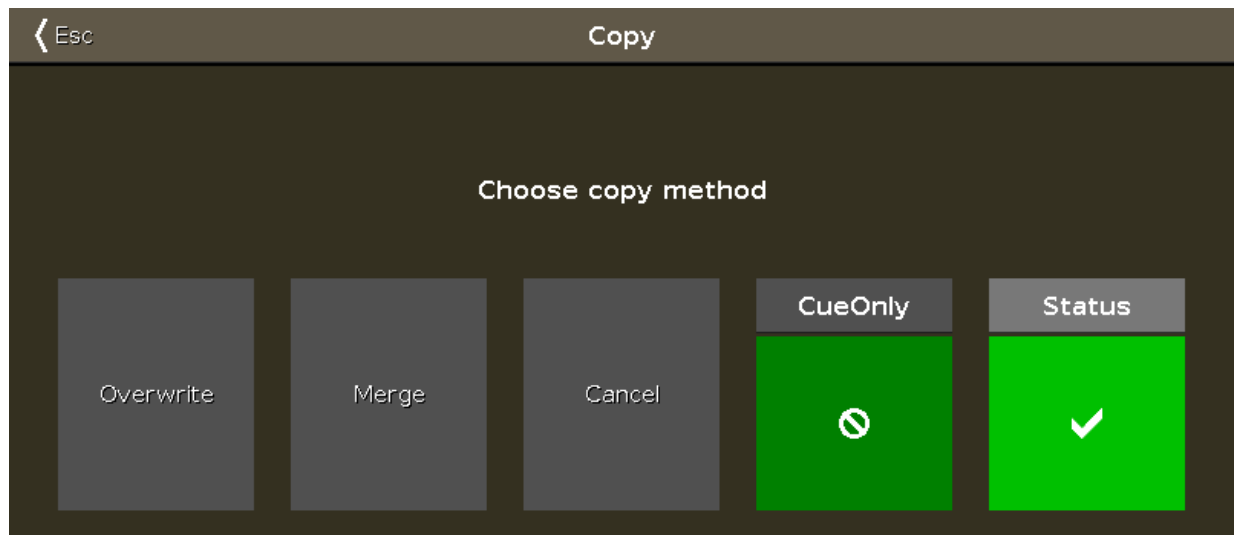 Esc
Copy
Choose copy method
CueOnly
Status
Overwrite
Merge
Cancel